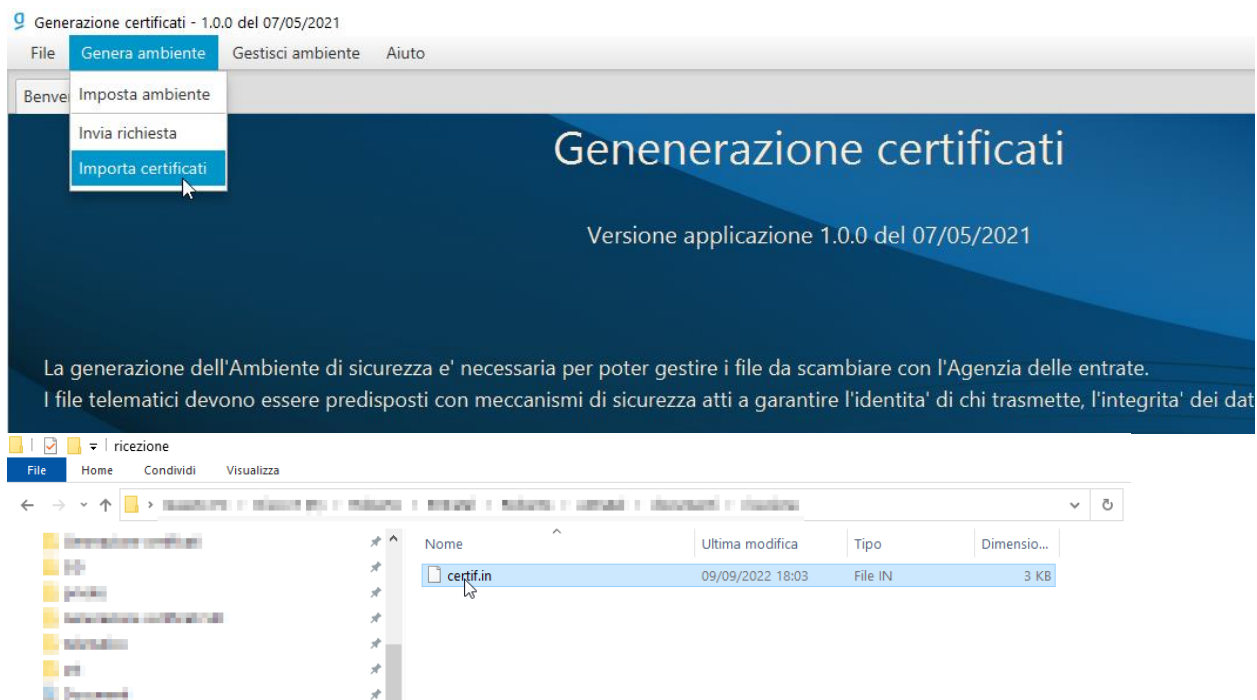 Generazione certificati - 1.0.0 del 07/05/2021
File Genera ambiente Gestisci ambiente Aiuto
Imposta ambiente
Invia richiesta
Importa certificati
Genenerazione certificati
Versione applicazione 1.0.0 del 07/05/2021
La generazione dell'Ambiente di sicurezza e' necessaria per poter gestire i file da scambiare con l'Agenzia delle entrate.
I file telematici devono essere predisposti con meccanismi di sicurezza atti a garantire l'identita' di chi trasmette, l'integrita' dei dat
ricezione
File Home Condividi Visualizza
Nome Ultima modifica Tipo Dimensio...
certif.in 09/09/2022 18:03 File IN 3 KB